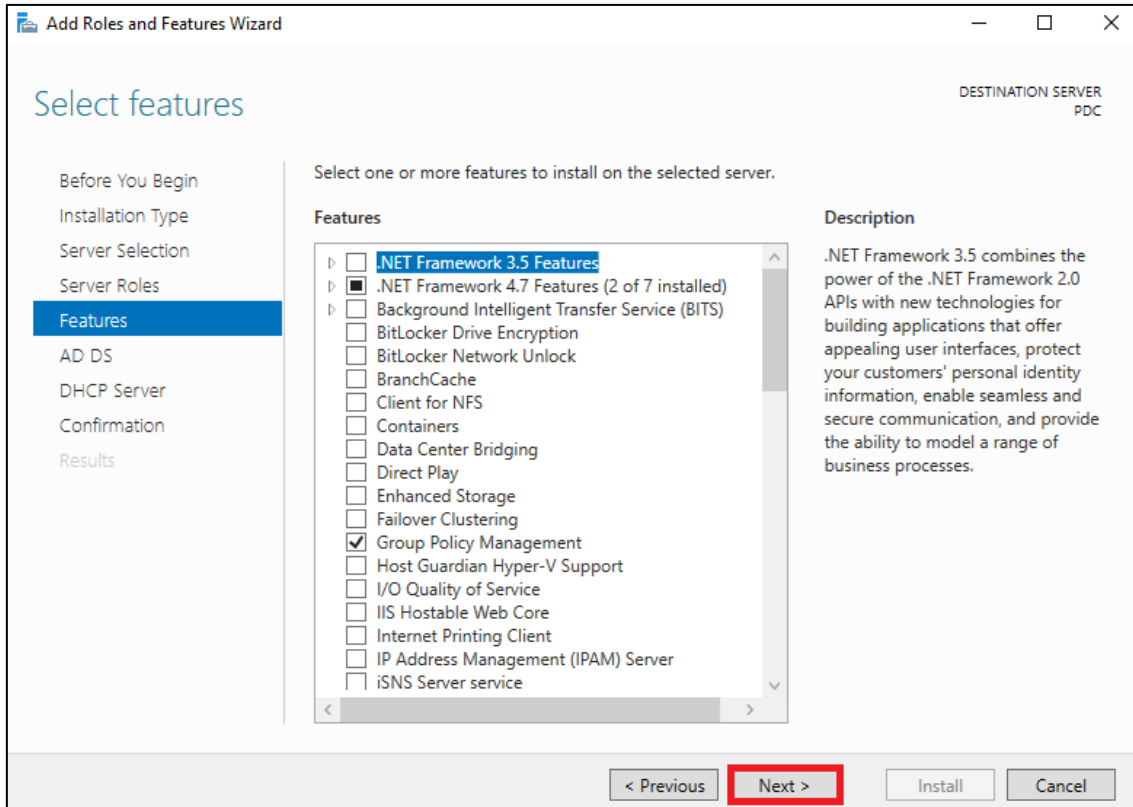 Add Roles and Features Wizard
Select features
DESTINATION SERVER
PDC
Before You Begin
Installation Type
Server Selection
Server Roles
Features
AD DS
DHCP Server
Confirmation
Results
Select one or more features to install on the selected server.
Features
.NET Framework 3.5 Features
.NET Framework 4.7 Features (2 of 7 installed)
Background Intelligent Transfer Service (BITS)
BitLocker Drive Encryption
BitLocker Network Unlock
BranchCache
Client for NFS
Containers
Data Center Bridging
Direct Play
Enhanced Storage
Failover Clustering
Group Policy Management
Host Guardian Hyper-V Support
I/O Quality of Service
IIS Hostable Web Core
Internet Printing Client
IP Address Management (IPAM) Server
iSNS Server service
Description
.NET Framework 3.5 combines the
power of the .NET Framework 2.0
APIs with new technologies for
building applications that offer
appealing user interfaces, protect
your customers' personal identity
information, enable seamless and
secure communication, and provide
the ability to model a range of
business processes.
< Previous
Next >
Install
Cancel